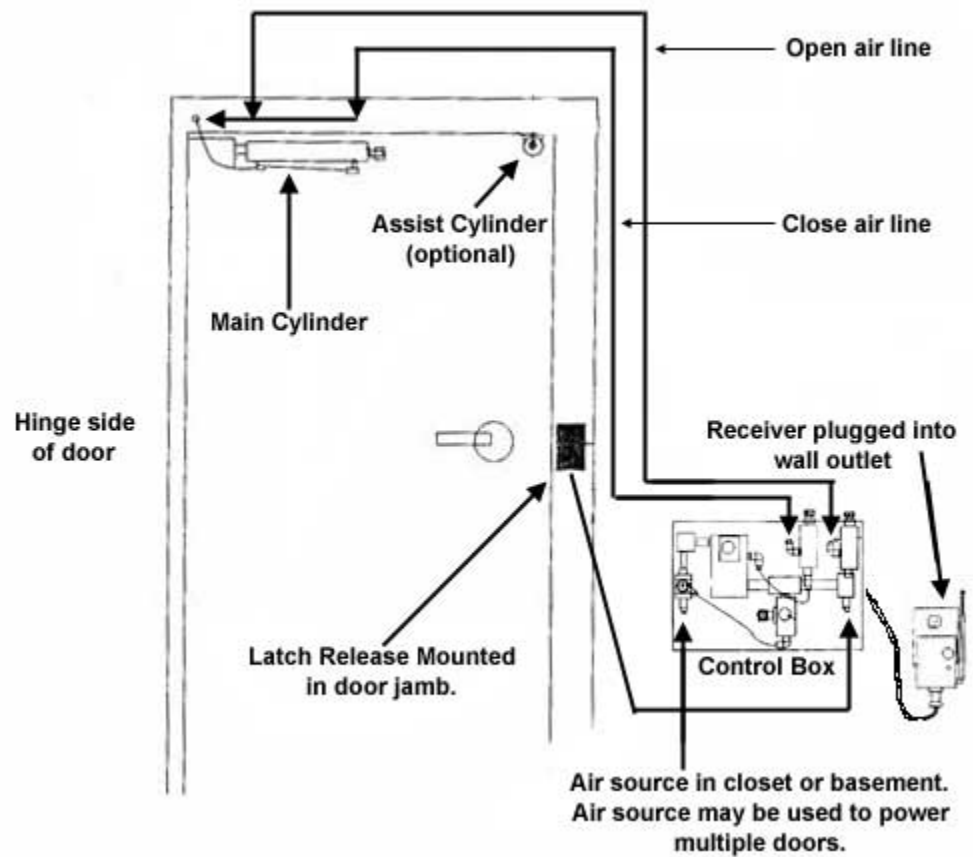 Open air line
Assist Cylinder
(optional)
Close air line
Main Cylinder
Hinge side
of door
Receiver plugged into
wall outlet
Latch Release Mounted
in door jamb.
Control Box
Air source in closet or basement.
Air source may be used to power
multiple doors.